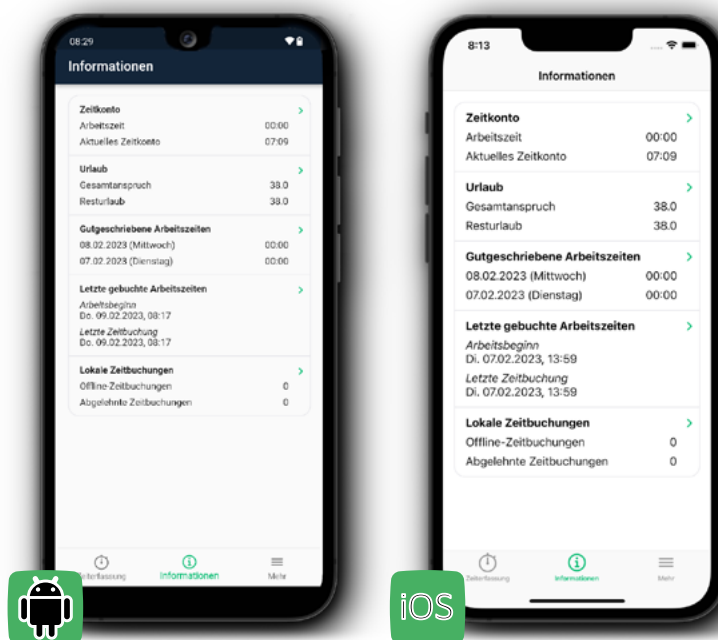 08:29
Informationen
Zeitkonto
Arbeitszeit 00:00
Aktuelles Zeitkonto 07:09
Urlaub
Gesamtanspruch 38.0
Resturlaub 38.0
Gutgeschriebene Arbeitszeiten
08.02.2023 (Mittwoch) 00:00
07.02.2023 (Dienstag) 00:00
Letzte gebuchte Arbeitszeiten
Arbeitsbeginn
Do. 09.02.2023, 08:17
Letzte Zeitbuchung
Do. 09.02.2023, 08:17
Lokale Zeitbuchungen
Offline-Zeitbuchungen 0
Abgelehnte Zeitbuchungen 0
Zeiterfassung Informationen Mehr
8:13
Informationen
Zeitkonto
Arbeitszeit 00:00
Aktuelles Zeitkonto 07:09
Urlaub
Gesamtanspruch 38.0
Resturlaub 38.0
Gutgeschriebene Arbeitszeiten
08.02.2023 (Mittwoch) 00:00
07.02.2023 (Dienstag) 00:00
Letzte gebuchte Arbeitszeiten
Arbeitsbeginn
Di. 07.02.2023, 13:59
Letzte Zeitbuchung
Di. 07.02.2023, 13:59
Lokale Zeitbuchungen
Offline-Zeitbuchungen 0
Abgelehnte Zeitbuchungen 0
Zeiterfassung Informationen Mehr
iOS